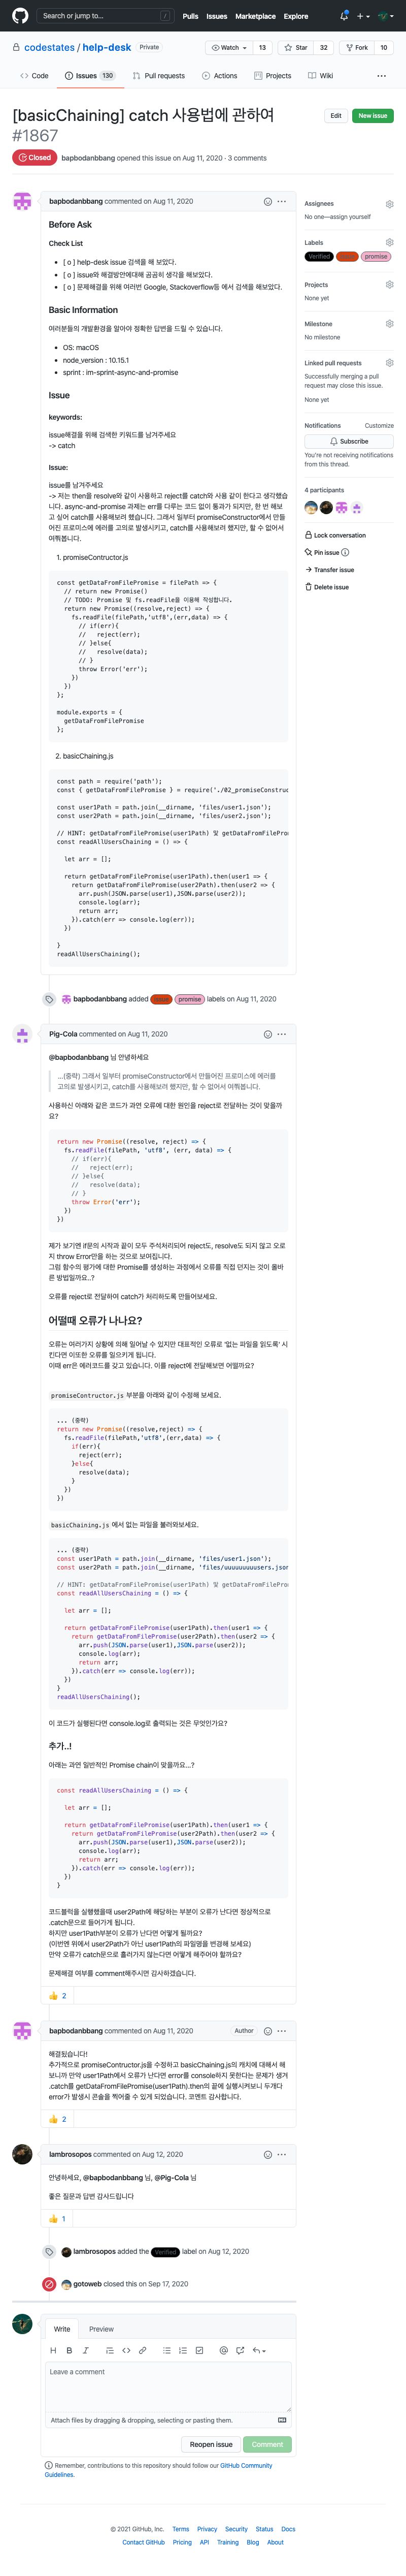 Search or jump to...
/
Pulls Issues Marketplace Explore
codestates / help-desk Private
Watch 13 Star 32 Fork 10
Code Issues 130 Pull requests Actions Projects Wiki
[basicChaining] catch 사용법에 관하여
#1867
Edit New issue
Closed bapbodanbbang opened this issue on Aug 11, 2020 · 3 comments
bapbodanbbang commented on Aug 11, 2020
Before Ask
Check List
[ o ] help-desk issue 검색을 해 보았다.
[ o ] issue와 해결방안에대해 곰곰히 생각을 해보았다.
[ o ] 문제해결을 위해 여러번 Google, Stackoverflow등 에서 검색을 해보았다.
Basic Information
여러분들의 개발환경을 알아야 정확한 답변을 드릴 수 있습니다.
OS: macOS
node_version : 10.15.1
sprint : im-sprint-async-and-promise
Issue
keywords:
issue해결을 위해 검색한 키워드를 남겨주세요
-> catch
Issue:
issue를 남겨주세요
-> 저는 then을 resolve와 같이 사용하고 reject를 catch와 사용 같이 한다고 생각했습니
다. async-and-promise 과제는 err를 다루는 코드 없이 통과가 되지만, 한 번 해보
고 싶어 catch를 사용해보려 했습니다. 그래서 일부터 promiseConstructor에서 만들
어진 프로미스에 에러를 고의로 발생시키고, catch를 사용해보려 했지만, 할 수 없어서
여쭤봅니다.
1. promiseContructor.js
const getDataFromFilePromise = filePath => {
// return new Promise()
// TODO: Promise 및 fs.readFile을 이용해 작성합니다.
return new Promise((resolve,reject) => {
fs.readFile(filePath,'utf8',(err,data) => {
// if(err){
//   reject(err);
// }else{
//   resolve(data);
// }
throw Error('err');
})
})
};
module.exports = {
getDataFromFilePromise
};
2. basicChaining.js
const path = require('path');
const { getDataFromFilePromise } = require('./02_promiseConstruc
const user1Path = path.join(__dirname, 'files/user1.json');
const user2Path = path.join(__dirname, 'files/user2.json');
// HINT: getDataFromFilePromise(user1Path) 및 getDataFromFilePro
const readAllUsersChaining = () => {
let arr = [];
return getDataFromFilePromise(user1Path).then(user1 => {
return getDataFromFilePromise(user2Path).then(user2 => {
arr.push(JSON.parse(user1),JSON.parse(user2));
console.log(arr);
return arr;
}).catch(err => console.log(err));
})
}
readAllUsersChaining();
bapbodanbbang added promise labels on Aug 11, 2020
Pig-Cola commented on Aug 11, 2020
@bapbodanbbang 님 안녕하세요
...(중략) 그래서 일부터 promiseConstructor에서 만들어진 프로미스에 에러를
고의로 발생시키고, catch를 사용해보려 했지만, 할 수 없어서 여쭤봅니다.
사용하신 아래와 같은 코드가 과연 오류에 대한 원인을 reject로 전달하는 것이 맞을까
요?
return new Promise((resolve, reject) => {
fs.readFile(filePath, 'utf8', (err, data) => {
// if(err){
//   reject(err);
// }else{
//   resolve(data);
// }
throw Error('err');
})
})
제가 보기엔 if문의 시작과 끝이 모두 주석처리되어 reject도, resolve도 되지 않고 오로
지 throw Error만을 하는 것으로 보여집니다.
그럼 함수의 평가에 대한 Promise를 생성하는 과정에서 오류를 직접 던지는 것이 올바
른 방법일까요..?
오류를 reject로 전달하여 catch가 처리하도록 만들어보세요.
어떨때 오류가 나나요?
오류는 여러가지 상황에 의해 일어날 수 있지만 대표적인 오류로 '없는 파일을 읽도록' 시
킨다면 이또한 오류를 일으키게 됩니다.
이때 err은 에러코드를 갖고 있습니다. 이를 reject에 전달해보면 어떨까요?
promiseContructor.js 부분을 아래와 같이 수정해 보세요.
... (중략)
return new Promise((resolve,reject) => {
fs.readFile(filePath,'utf8',(err,data) => {
if(err){
reject(err);
}else{
resolve(data);
}
})
})
basicChaining.js 에서 없는 파일을 불러와보세요.
... (중략)
const user1Path = path.join(__dirname, 'files/user1.json');
const user2Path = path.join(__dirname,
// HINT: getDataFromFilePromise(user1Path) 및 getDataFromFilePro
const readAllUsersChaining = () => {
let arr = [];
return getDataFromFilePromise(user1Path).then(user1 => {
return getDataFromFilePromise(user2Path).then(user2 => {
arr.push(JSON.parse(user1),JSON.parse(user2));
console.log(arr);
return arr;
}).catch(err => console.log(err));
})
}
readAllUsersChaining();
이 코드가 실행된다면 console.log로 출력되는 것은 무엇인가요?
추가..!
아래는 과연 일반적인 Promise chain이 맞을까요...?
const readAllUsersChaining = () => {
let arr = [];
return getDataFromFilePromise(user1Path).then(user1 => {
return getDataFromFilePromise(user2Path).then(user2 => {
arr.push(JSON.parse(user1),JSON.parse(user2));
console.log(arr);
return arr;
}).catch(err => console.log(err));
})
}
코드블럭을 실행했을때 user2Path에 해당하는 부분이 오류가 난다면 정상적으로
.catch문으로 들어가게 됩니다.
하지만 user1Path부분이 오류가 난다면 어떻게 될까요?
(이번엔 위에서 user2Path가 아닌 user1Path의 파일명을 변경해 보세요)
만약 오류가 catch문으로 흘러가지 않는다면 어떻게 해주어야 할까요?
문제해결 여부를 comment해주시면 감사하겠습니다.
2
bapbodanbbang commented on Aug 11, 2020 Author
해결됬습니다!
추가적으로 promiseContructor.js을 수정하고 basicChaining.js의 캐치에 대해서 해
보니까 만약 user1Path에서 오류가 난다면 error를 console하지 못한다는 문제가 생겨
.catch를 getDataFromFilePromise(user1Path).then의 끝에 실행시켜보니 두개다
error가 발생시 콘솔을 찍어줄 수 있게 되었습니다. 코멘트 감사합니다.
2
lambrosopos commented on Aug 12, 2020
안녕하세요, @bapbodanbbang 님, @Pig-Cola 님
좋은 질문과 답변 감사드립니다
1
lambrosopos added the Verified label on Aug 12, 2020
gotoweb closed this on Sep 17, 2020
Write Preview
Leave a comment
Attach files by dragging & dropping, selecting or pasting them.
Reopen issue Comment
Remember, contributions to this repository should follow our GitHub Community
Guidelines.
Assignees
No one—assign yourself
Labels
Verified promise
Projects
None yet
Milestone
No milestone
Linked pull requests
Successfully merging a pull
request may close this issue.
None yet
Notifications Customize
Subscribe
You're not receiving notifications
from this thread.
4 participants
Lock conversation
Pin issue
Transfer issue
Delete issue
© 2021 GitHub, Inc. Terms Privacy Security Status Docs
Contact GitHub Pricing API Training Blog About